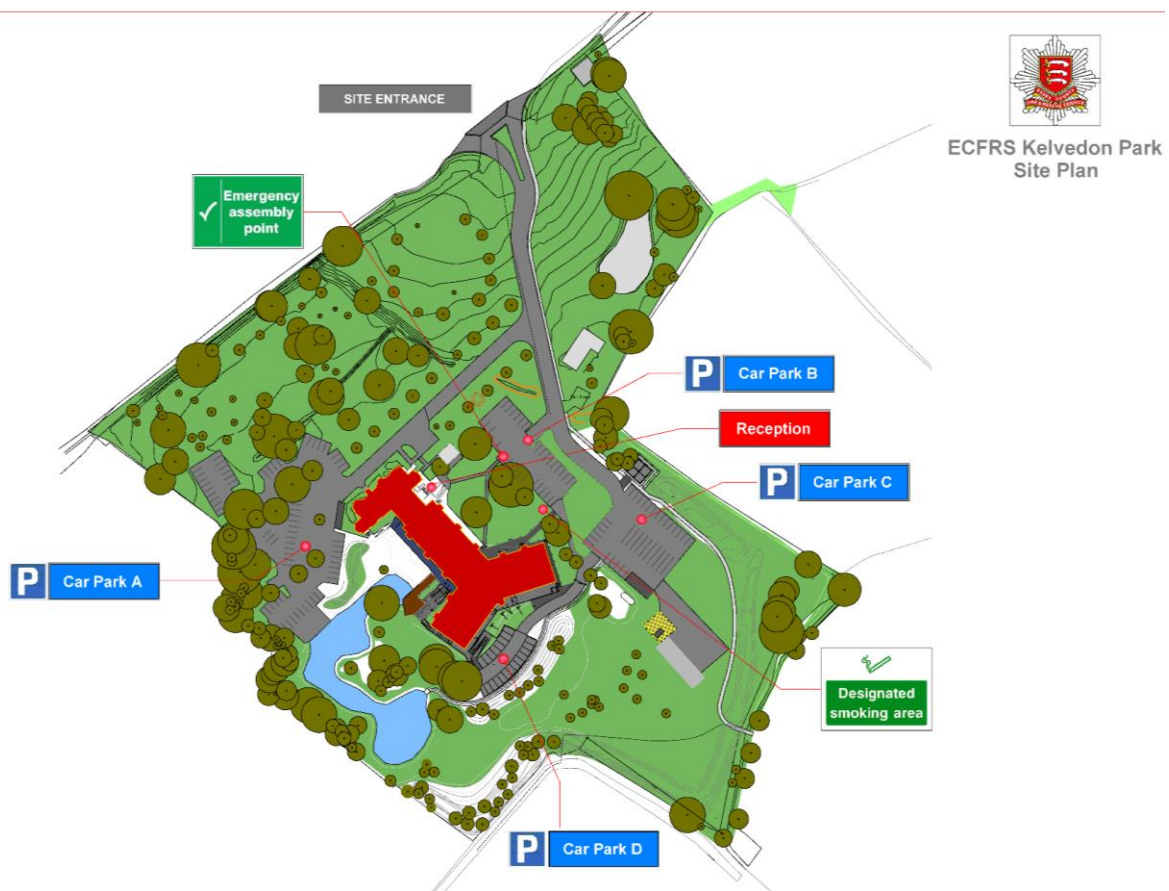 SITE ENTRANCE
ECFRS Kelvedon Park
Site Plan
Emergency
assembly
point
P Car Park B
Reception
P Car Park C
P Car Park A
Designated
smoking area
P Car Park D